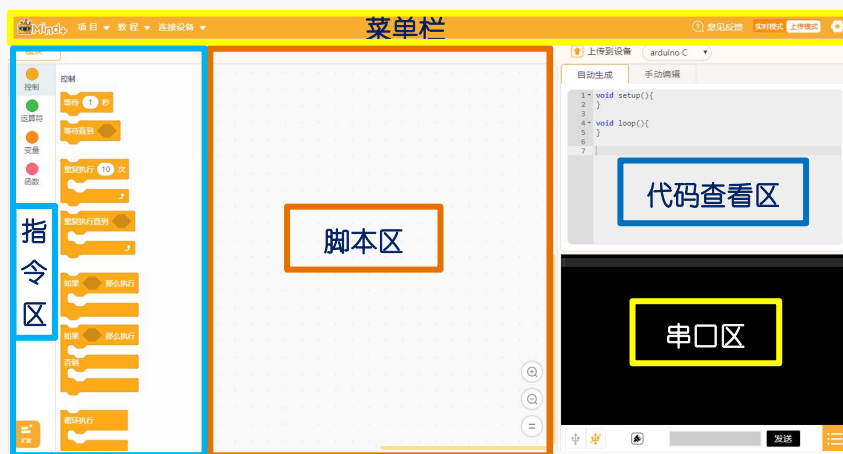 Mind+ 项目 教程 连接设备 菜单栏 意见反馈 实时模式 上传模式
模块
上传到设备 arduino C
自动生成 手动编辑
控制
运算符
变量
函数
控制
等待 1 秒
等待直到
重复执行 10 次
重复执行直到
如果 那么执行
如果 那么执行
否则
循环执行
扩展
指
令
区
脚本区
1 void setup(){
2 }
3
4 void loop(){
5 }
6
7
代码查看区
串口区
发送